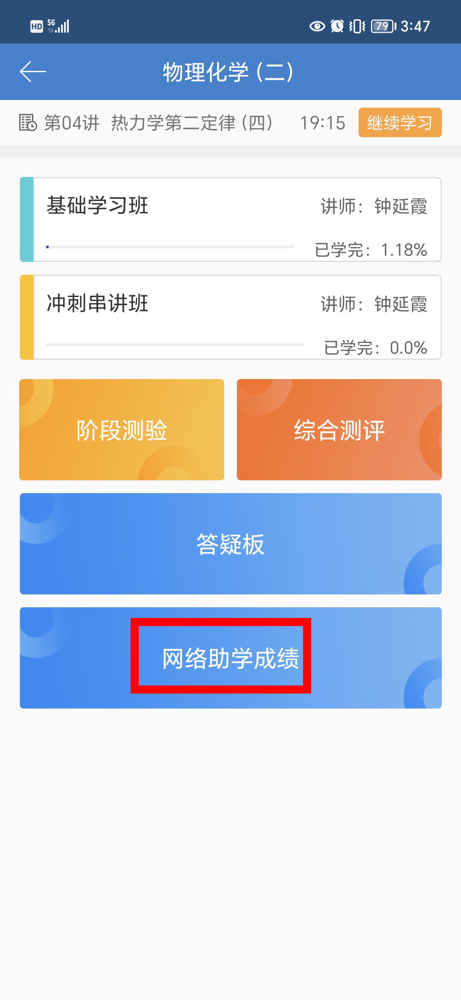 HD 5G 79 3:47
物理化学（二）
第04讲 热力学第二定律（四） 19:15 继续学习
基础学习班 讲师：钟延霞
已学完：1.18%
冲刺串讲班 讲师：钟延霞
已学完：0.0%
阶段测验 综合测评
答疑板
网络助学成绩